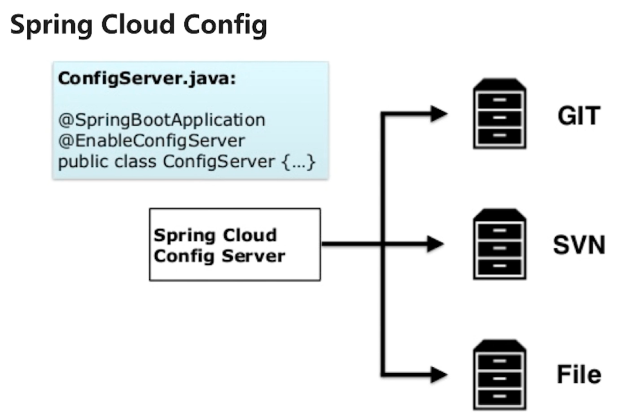 Spring Cloud Config
ConfigServer.java:
@SpringBootApplication
@EnableConfigServer
public class ConfigServer {...}
GIT
Spring Cloud
Config Server
SVN
File